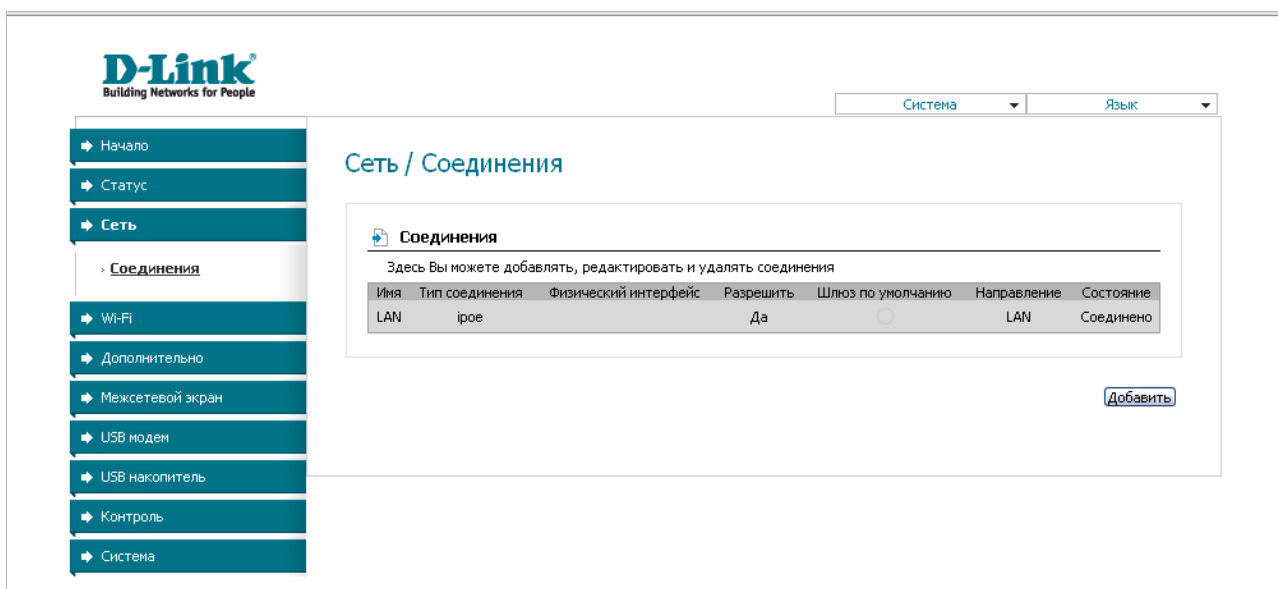 D-Link
Building Networks for People
Система Язык
Начало
Статус
Сеть
Соединения
Wi-Fi
Дополнительно
Межсетевой экран
USB модем
USB накопитель
Контроль
Система
Сеть / Соединения
Соединения
Здесь Вы можете добавлять, редактировать и удалять соединения
Имя Тип соединения Физический интерфейс Разрешить Шлюз по умолчанию Направление Состояние
LAN ipoe Да LAN Соединено
Добавить